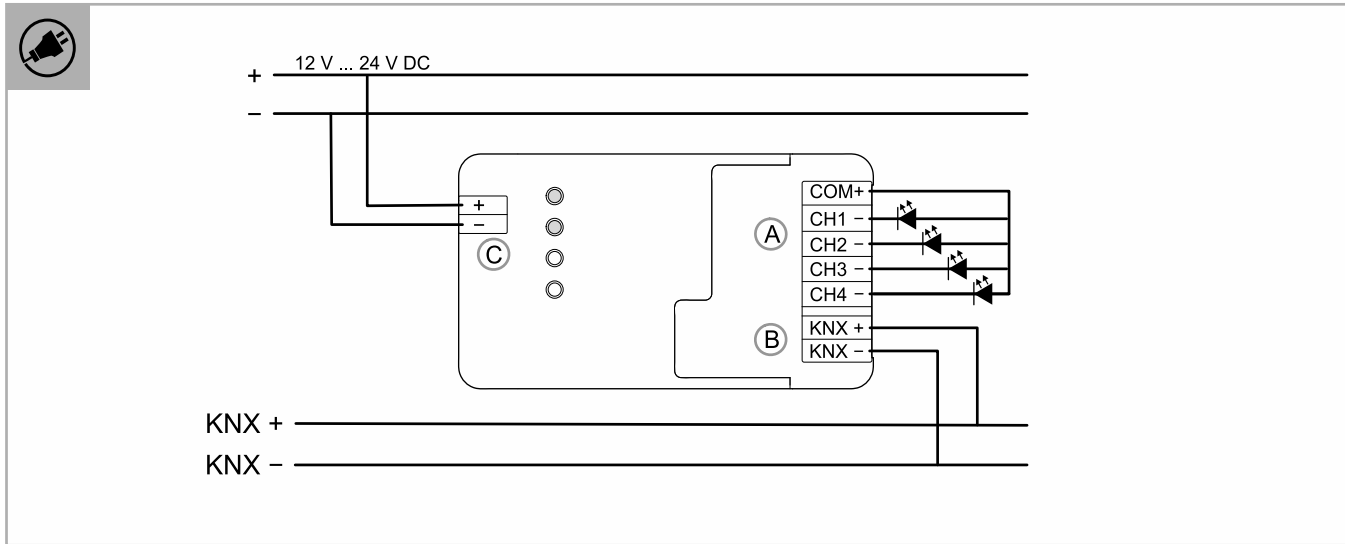 12 V ... 24 V DC
+
−
+
−
C
A
B
COM+
CH1 −
CH2 −
CH3 −
CH4 −
KNX +
KNX −
KNX +
KNX −